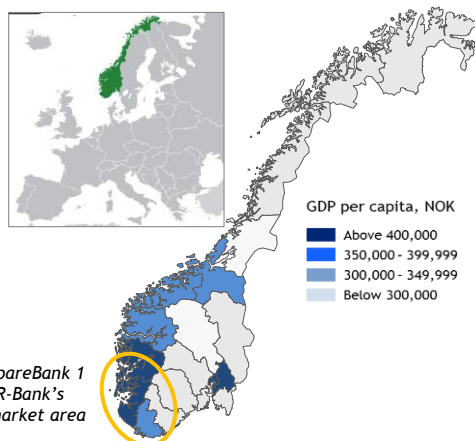 GDP per capita, NOK
Above 400,000
350,000 - 399,999
300,000 - 349,999
Below 300,000
pareBank 1
R-Bank's
narket area